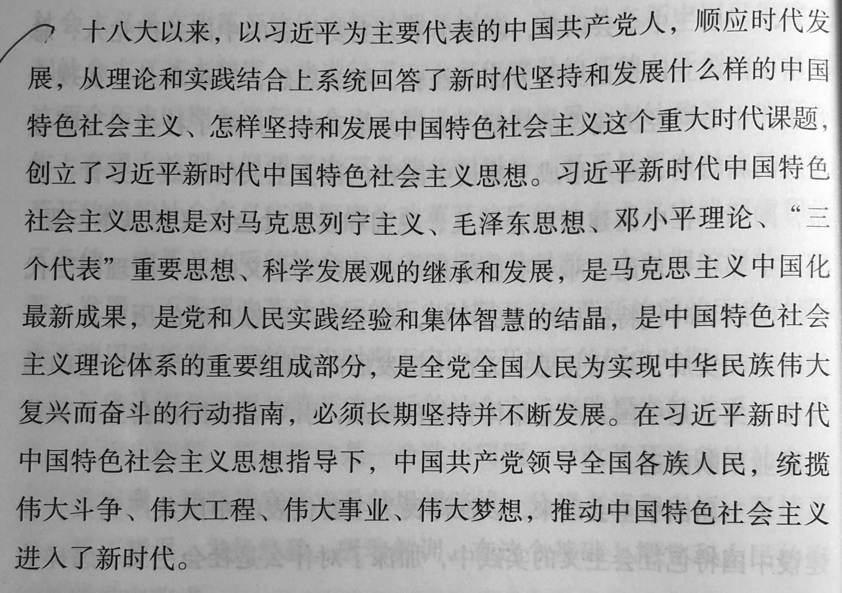 十八大以来，以习近平为主要代表的中国共产党人，顺应时代发
展，从理论和实践结合上系统回答了新时代坚持和发展什么样的中国
特色社会主义、怎样坚持和发展中国特色社会主义这个重大时代课题，
创立了习近平新时代中国特色社会主义思想。习近平新时代中国特色
社会主义思想是对马克思列宁主义、毛泽东思想、邓小平理论、“三
个代表”重要思想、科学发展观的继承和发展，是马克思主义中国化
最新成果，是党和人民实践经验和集体智慧的结晶，是中国特色社会
主义理论体系的重要组成部分，是全党全国人民为实现中华民族伟大
复兴而奋斗的行动指南，必须长期坚持并不断发展。在习近平新时代
中国特色社会主义思想指导下，中国共产党领导全国各族人民，统揽
伟大斗争、伟大工程、伟大事业、伟大梦想，推动中国特色社会主义
进入了新时代。